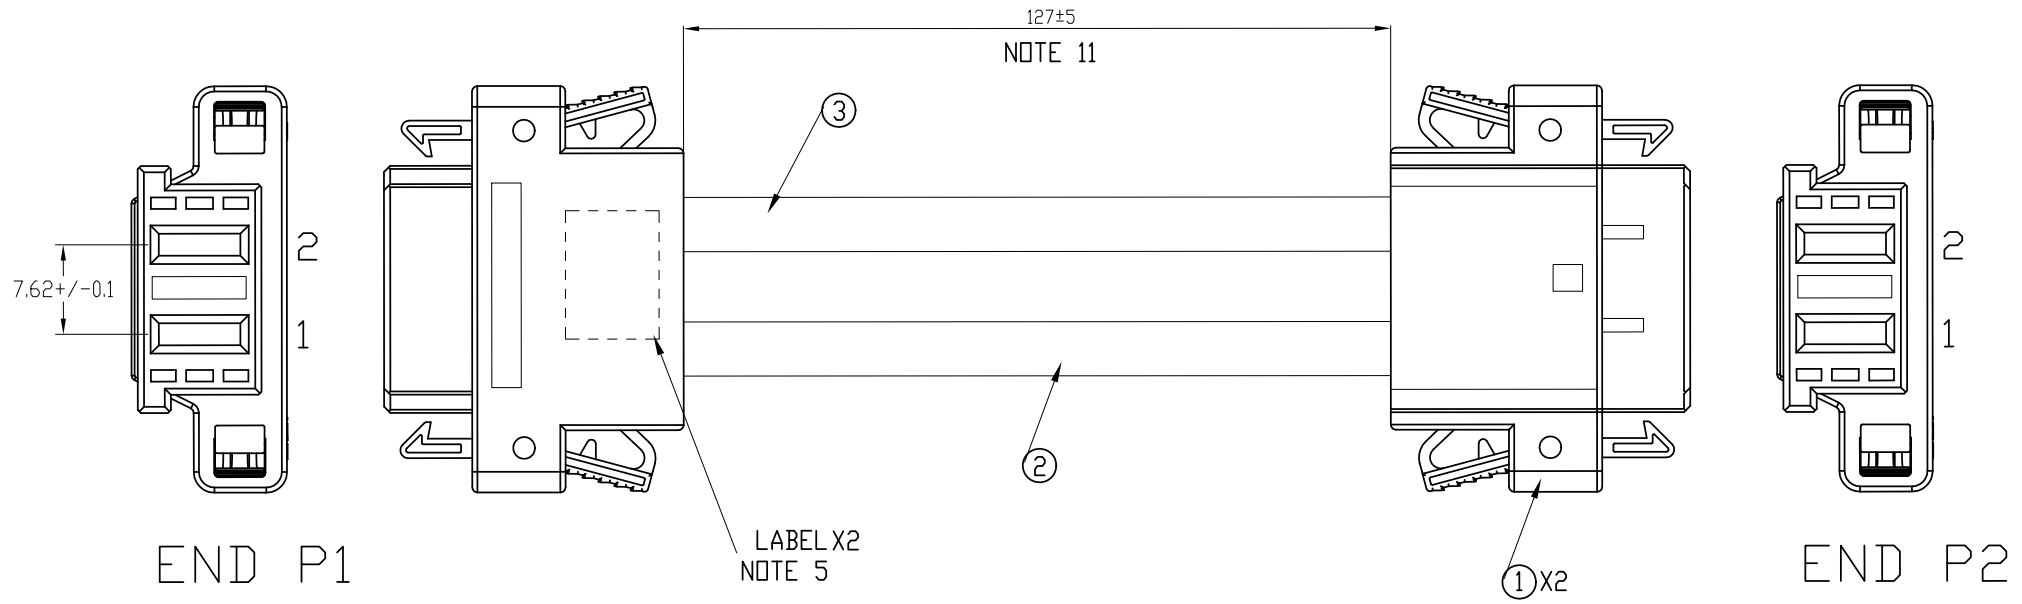 127±5
NOTE 11
3
2
2
7.62+/-0.1
1
1
2
LABEL X2
NOTE 5
1 X2
END P1
END P2